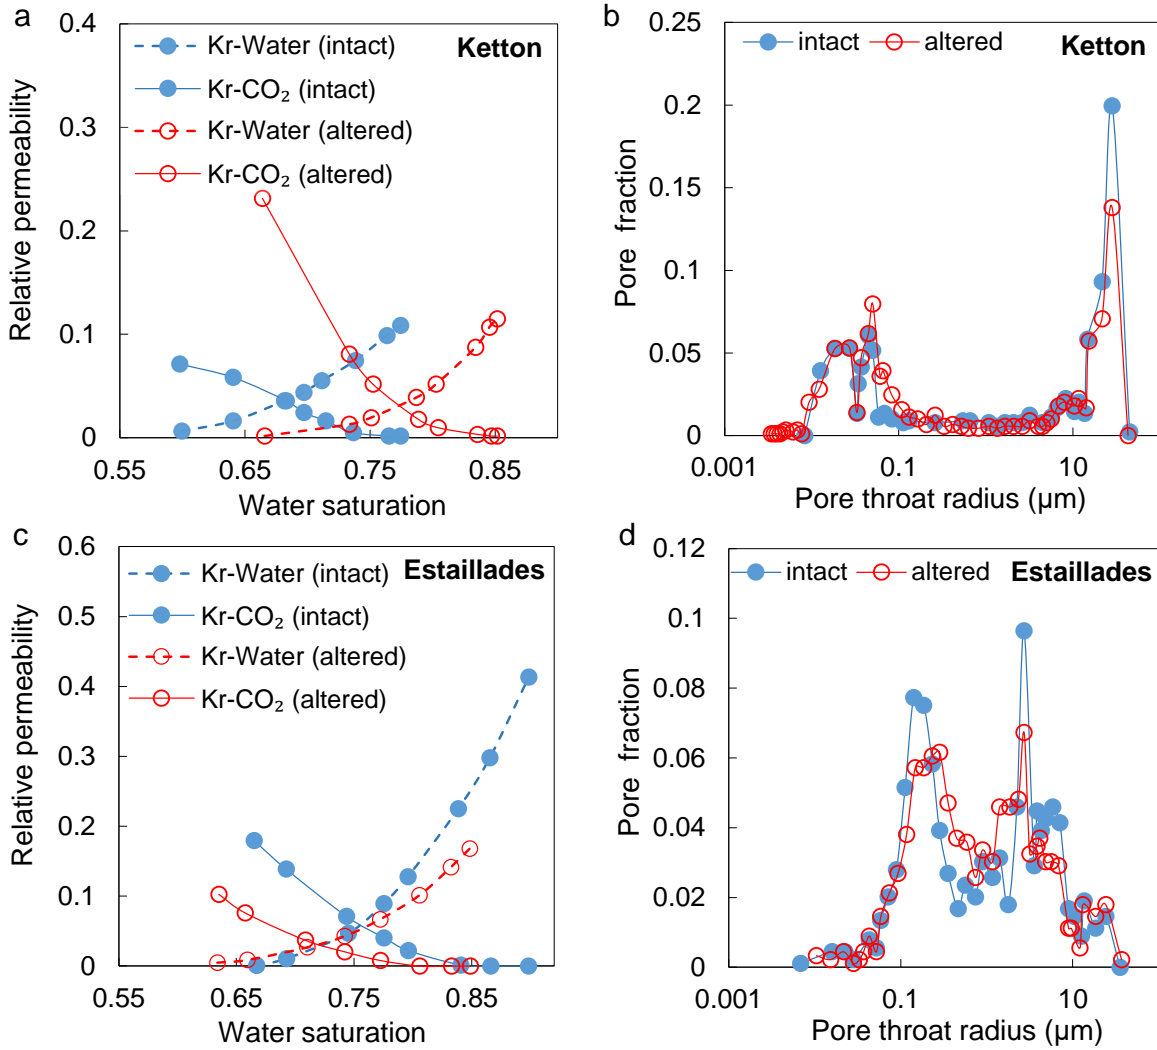 a
Relative permeability
0.4
0.3
0.2
0.1
0
0.55
0.65
0.75
0.85
Water saturation
Kr-Water (intact)
Kr-CO₂ (intact)
Kr-Water (altered)
Kr-CO₂ (altered)
Ketton
b
Pore fraction
0.25
0.2
0.15
0.1
0.05
0
0.001
0.1
10
Pore throat radius (µm)
intact
altered
Ketton
c
Relative permeability
0.6
0.5
0.4
0.3
0.2
0.1
0
0.55
0.65
0.75
0.85
Water saturation
Kr-Water (intact)
Kr-CO₂ (intact)
Kr-Water (altered)
Kr-CO₂ (altered)
Estaillades
d
Pore fraction
0.12
0.1
0.08
0.06
0.04
0.02
0
0.001
0.1
10
Pore throat radius (µm)
intact
altered
Estaillades